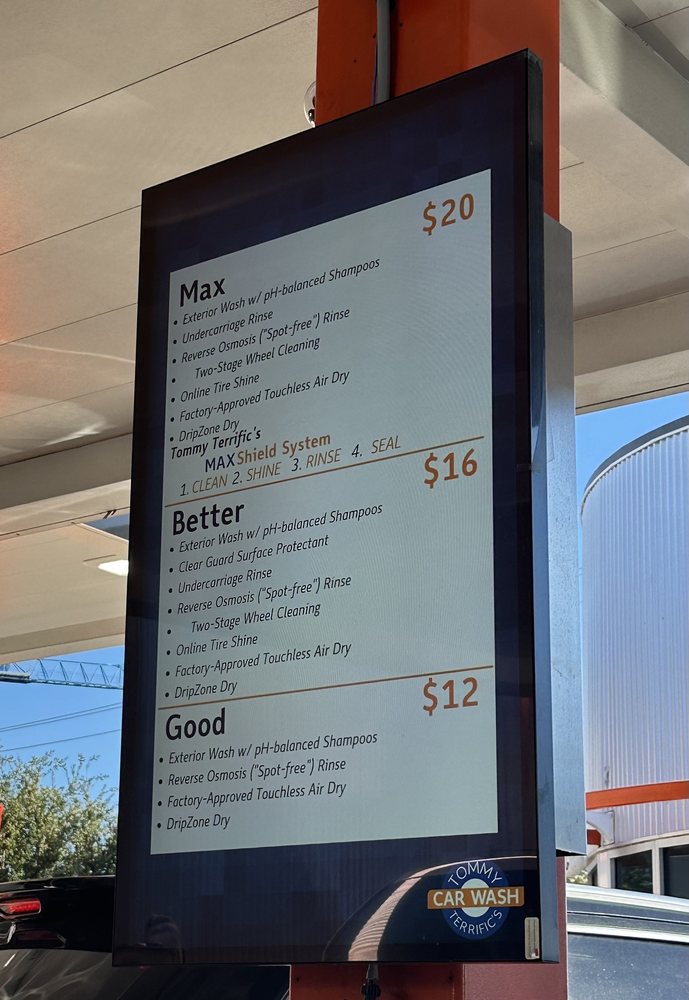 $20
Max
• Exterior Wash w/ pH-balanced Shampoos
• Undercarriage Rinse
• Reverse Osmosis ("Spot-free") Rinse
• Two-Stage Wheel Cleaning
• Online Tire Shine
• Factory-Approved Touchless Air Dry
• DripZone Dry
Tommy Terrific's
MAXShield System
1. CLEAN 2. SHINE 3. RINSE 4. SEAL
$16
Better
• Exterior Wash w/ pH-balanced Shampoos
• Clear Guard Surface Protectant
• Undercarriage Rinse
• Reverse Osmosis ("Spot-free") Rinse
• Two-Stage Wheel Cleaning
• Online Tire Shine
• Factory-Approved Touchless Air Dry
• DripZone Dry
$12
Good
• Exterior Wash w/ pH-balanced Shampoos
• Reverse Osmosis ("Spot-free") Rinse
• Factory-Approved Touchless Air Dry
• DripZone Dry
TOMMY
CAR WASH
TERRIFIC'S